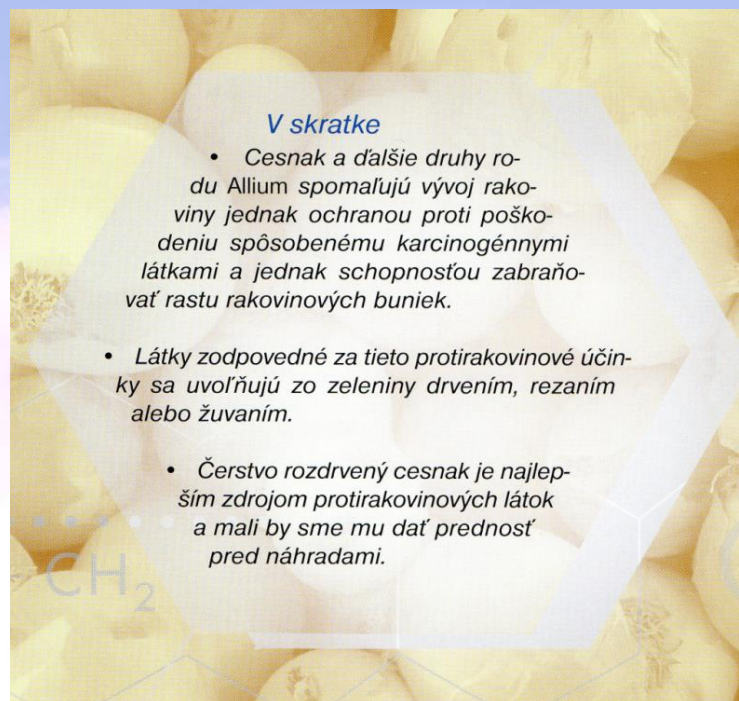 V skratke
• Cesnak a ďalšie druhy ro-
du Allium spomaľujú vývoj rako-
viny jednak ochranou proti poško-
deniu spôsobenému karcinogénnymi
látkami a jednak schopnosťou zabraňo-
vať rastu rakovinových buniek.
• Látky zodpovedné za tieto protirakovinové účin-
ky sa uvoľňujú zo zeleniny drvením, rezaním
alebo žuvaním.
• Čerstvo rozdrvený cesnak je najlep-
ším zdrojom protirakovinových látok
a mali by sme mu dať prednosť
pred náhradami.
CH₂